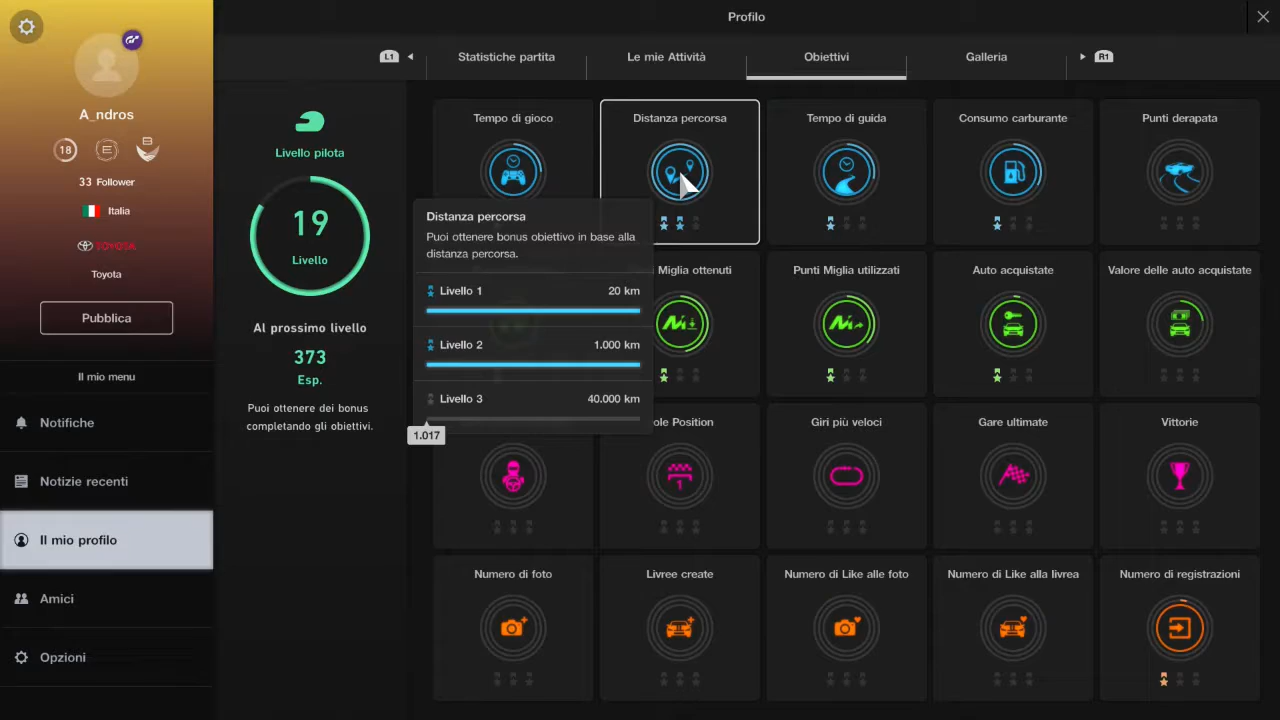 Profilo
L1
Statistiche partita
Le mie Attività
Obiettivi
Galleria
R1
A_ndros
18
E
33 Follower
Italia
TOYOTA
Toyota
Pubblica
Il mio menu
Notifiche
Notizie recenti
Il mio profilo
Amici
Opzioni
Livello pilota
19
Livello
Al prossimo livello
373
Esp.
Puoi ottenere dei bonus
completando gli obiettivi.
Tempo di gioco
Distanza percorsa
Tempo di guida
Consumo carburante
Punti derapata
Distanza percorsa
Puoi ottenere bonus obiettivo in base alla
distanza percorsa.
Livello 1
20 km
Livello 2
1.000 km
Livello 3
40.000 km
1.017
Miglia ottenuti
Punti Miglia utilizzati
Auto acquistate
Valore delle auto acquistate
ole Position
1
Giri più veloci
Gare ultimate
Vittorie
Numero di foto
Livree create
Numero di Like alle foto
Numero di Like alla livrea
Numero di registrazioni